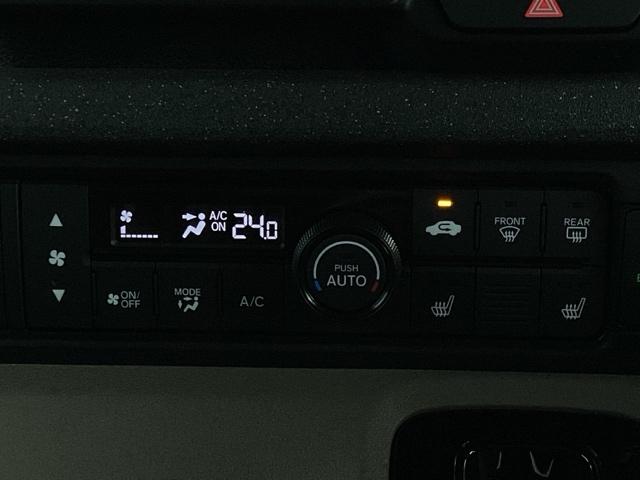 A/C
ON
24.0
FRONT
REAR
PUSH
AUTO
ON/
OFF
MODE
A/C